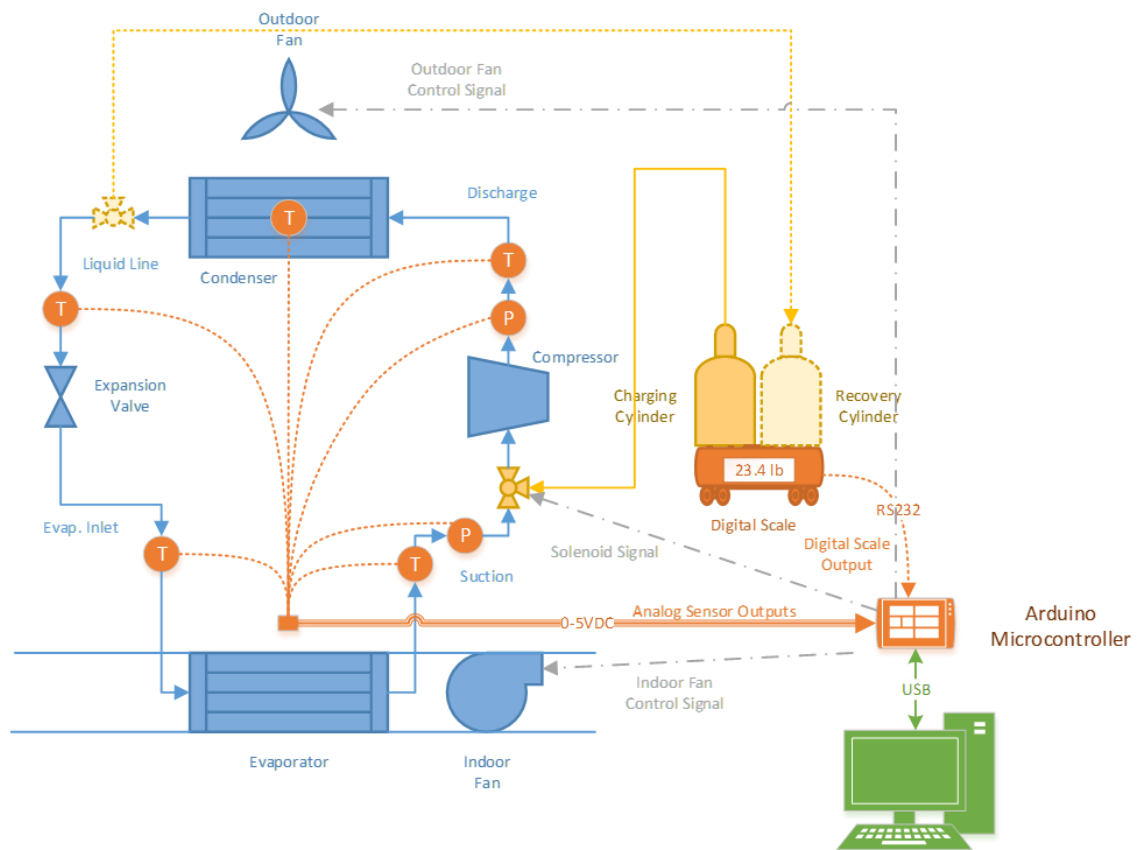 Outdoor
Fan
Outdoor Fan
Control Signal
Discharge
T
Liquid Line
Condenser
T
T
P
Compressor
Expansion
Valve
Charging
Cylinder
Recovery
Cylinder
23.4 lb
Digital Scale
RS232
Digital Scale
Output
Evap. Inlet
T
P
T
Suction
Solenoid Signal
0-5VDC
Analog Sensor Outputs
Arduino
Microcontroller
Indoor Fan
Control Signal
USB
Evaporator
Indoor
Fan